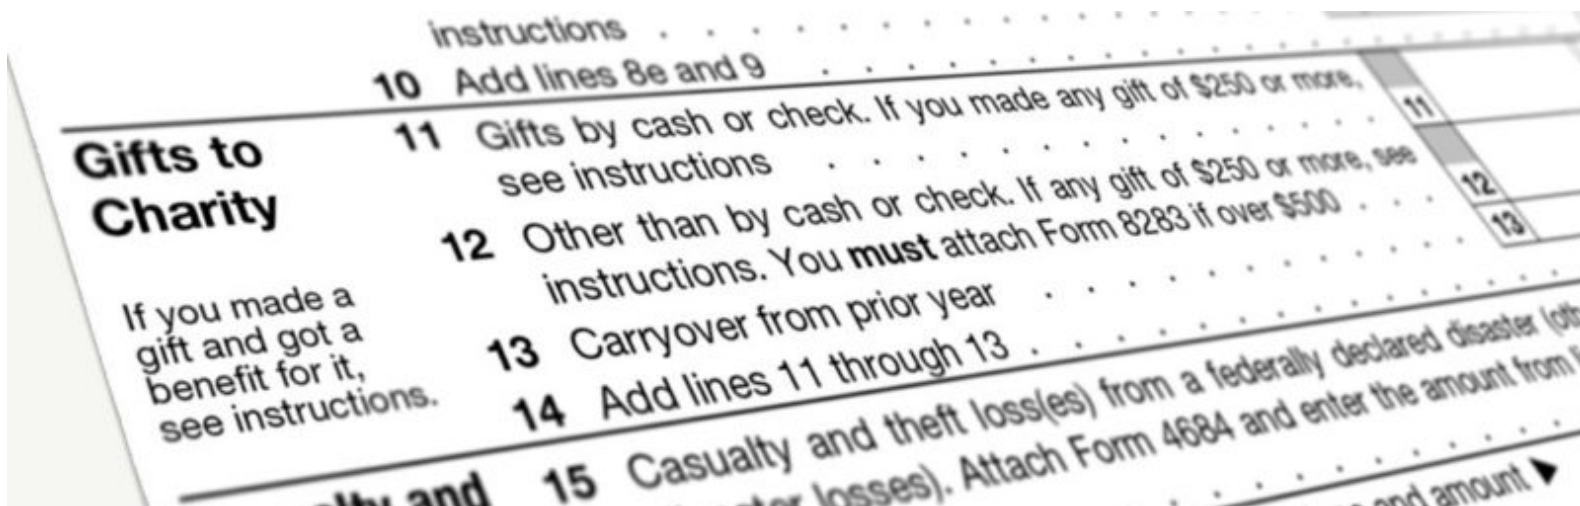 instructions
10 Add lines 8e and 9
Gifts to
Charity
If you made a
gift and got a
benefit for it,
see instructions.
11 Gifts by cash or check. If you made any gift of $250 or more,
see instructions
11
12 Other than by cash or check. If any gift of $250 or more, see
instructions. You must attach Form 8283 if over $500
12
13 Carryover from prior year
13
14 Add lines 11 through 13
and
15 Casualty and theft loss(es) from a federally declared disaster
losses). Attach Form 4684 and enter the amount from
and amount